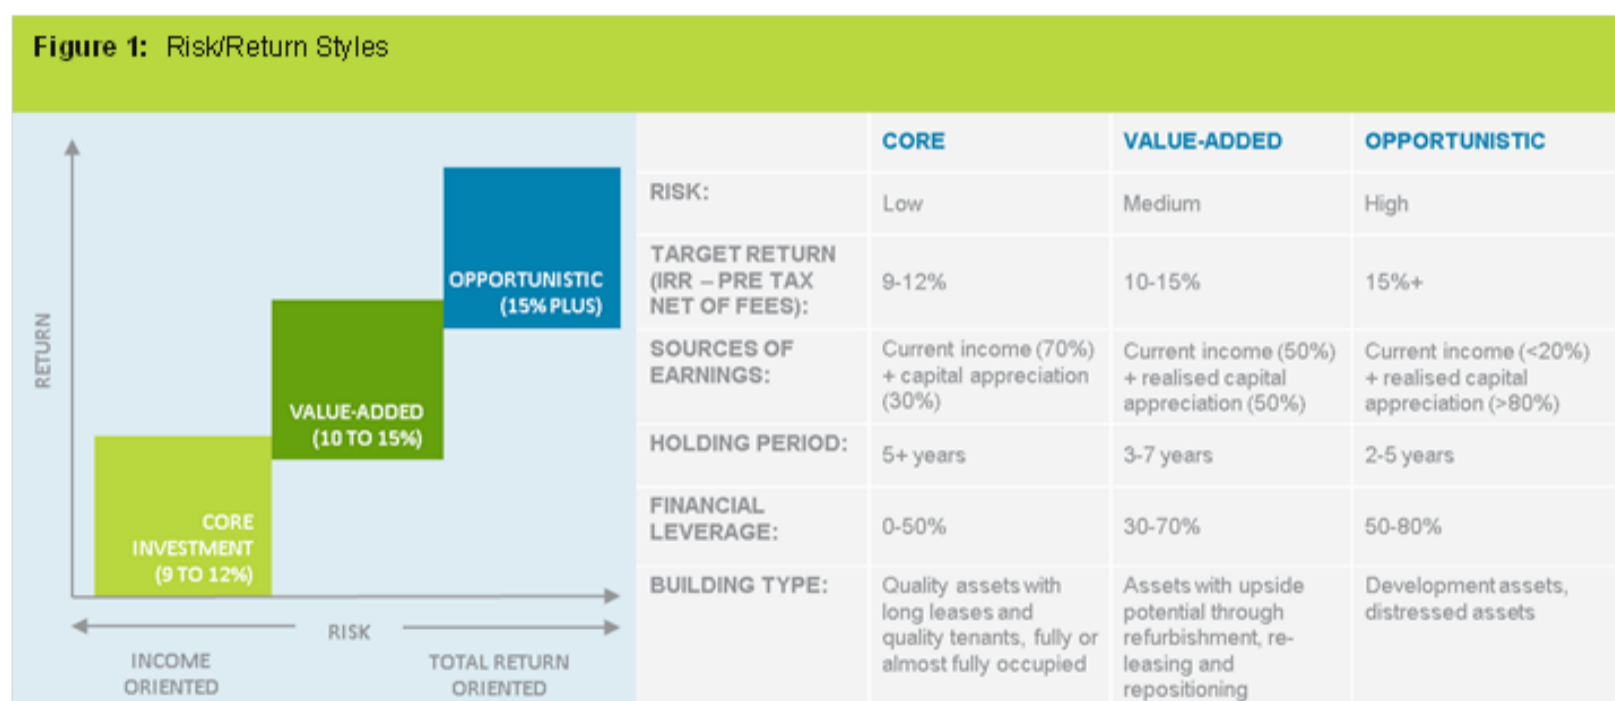 Figure 1: Risk/Return Styles
RETURN
OPPORTUNISTIC
(15% PLUS)
VALUE-ADDED
(10 TO 15%)
CORE
INVESTMENT
(9 TO 12%)
RISK
INCOME
ORIENTED
TOTAL RETURN
ORIENTED
CORE
VALUE-ADDED
OPPORTUNISTIC
RISK:
Low
Medium
High
TARGET RETURN
(IRR – PRE TAX
NET OF FEES):
9-12%
10-15%
15%+
SOURCES OF
EARNINGS:
Current income (70%)
+ capital appreciation
(30%)
Current income (50%)
+ realised capital
appreciation (50%)
Current income (<20%)
+ realised capital
appreciation (>80%)
HOLDING PERIOD:
5+ years
3-7 years
2-5 years
FINANCIAL
LEVERAGE:
0-50%
30-70%
50-80%
BUILDING TYPE:
Quality assets with
long leases and
quality tenants, fully or
almost fully occupied
Assets with upside
potential through
refurbishment, re-
leasing and
repositioning
Development assets,
distressed assets